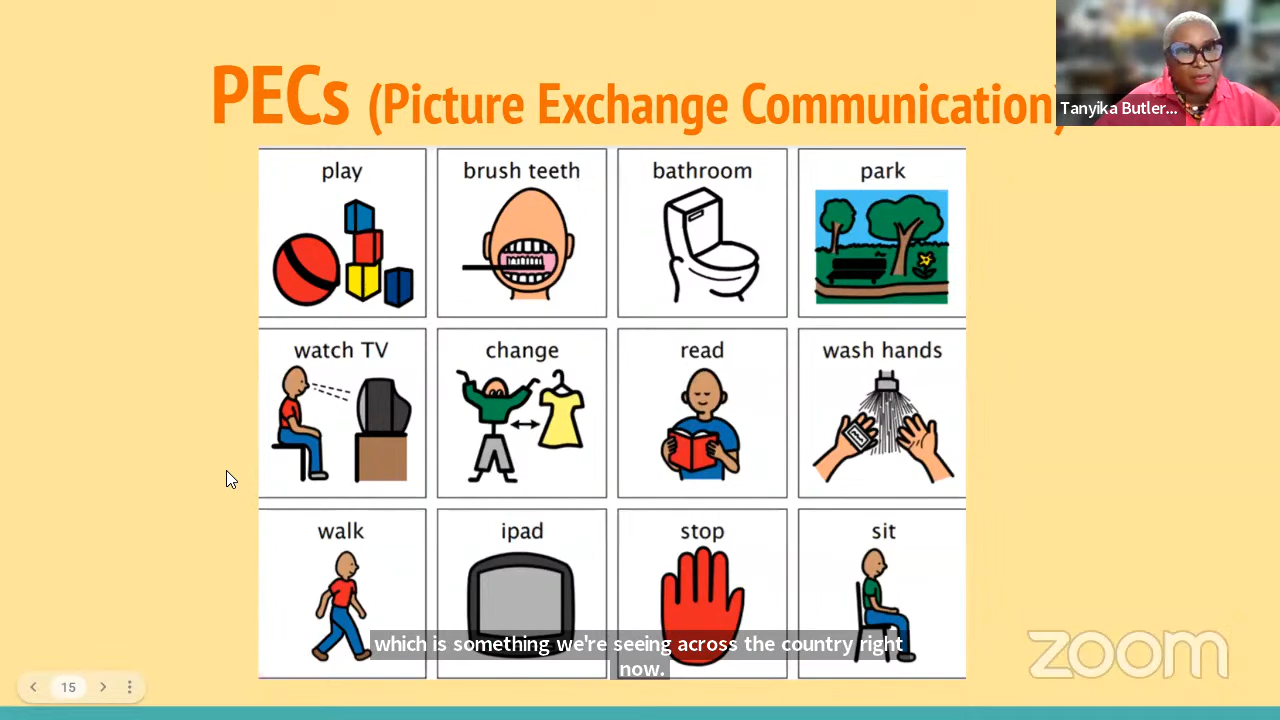 PECs (Picture Exchange Communication)
Tanyika Butler...
play
brush teeth
bathroom
park
watch TV
change
read
wash hands
walk
ipad
stop
sit
which is something we're seeing across the country right
now.
zoom
15